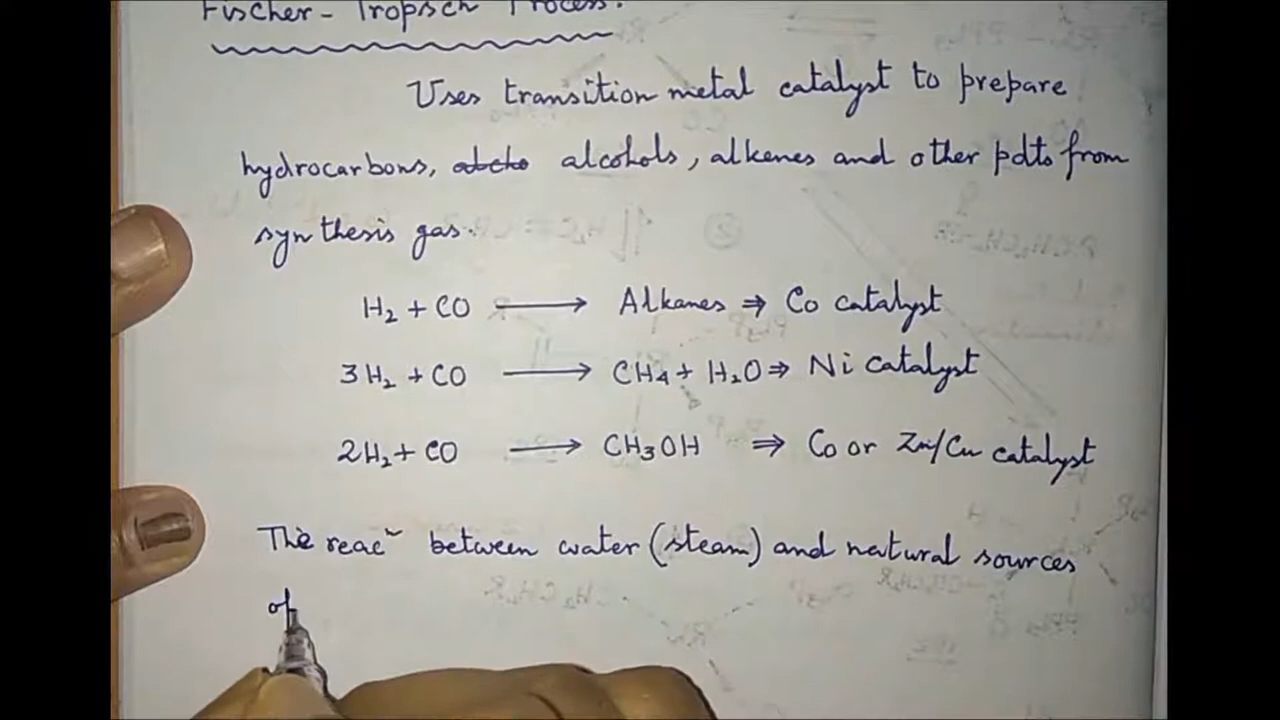 Fischer - Tropsch Process.
Uses transition metal catalyst to prepare
hydrocarbons, alcohols, alkenes and other pdts from
synthesis gas.
H₂ + CO ⟶ Alkanes ⇒ Co catalyst
3H₂ + CO ⟶ CH₄ + H₂O ⇒ Ni catalyst
2H₂ + CO ⟶ CH₃OH ⇒ Co or Zn/Cu catalyst
The reac~ between water (steam) and natural sources
of